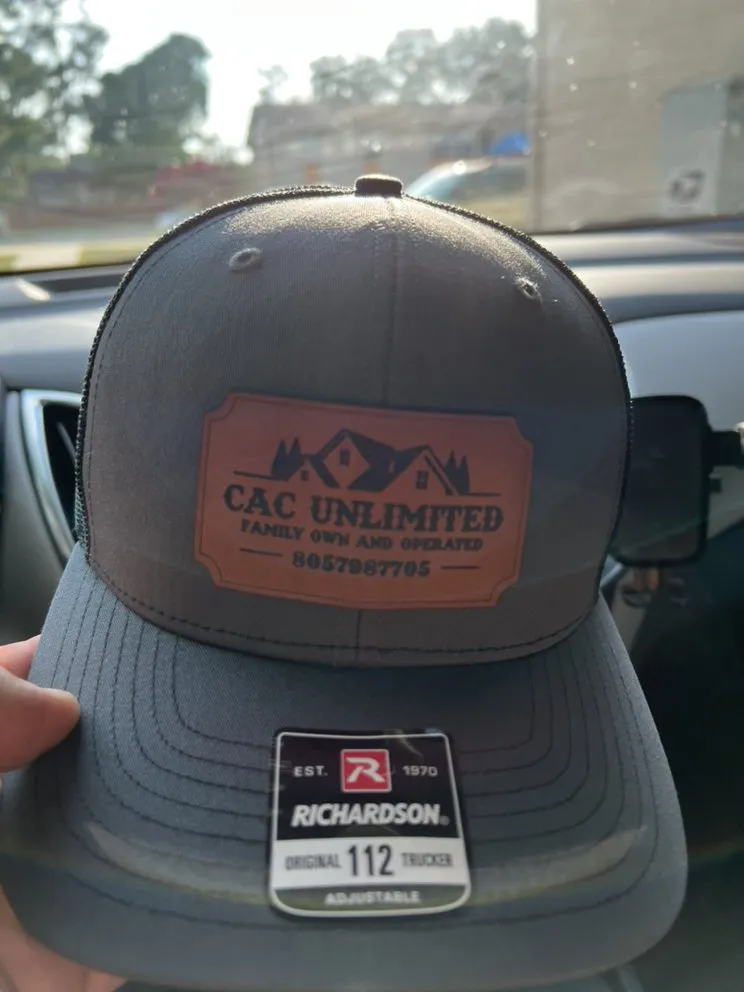 CAC UNLIMITED
FAMILY OWN AND OPERATED
8057987705
EST. R 1970
RICHARDSON®
ORIGINAL 112 TRUCKER
ADJUSTABLE